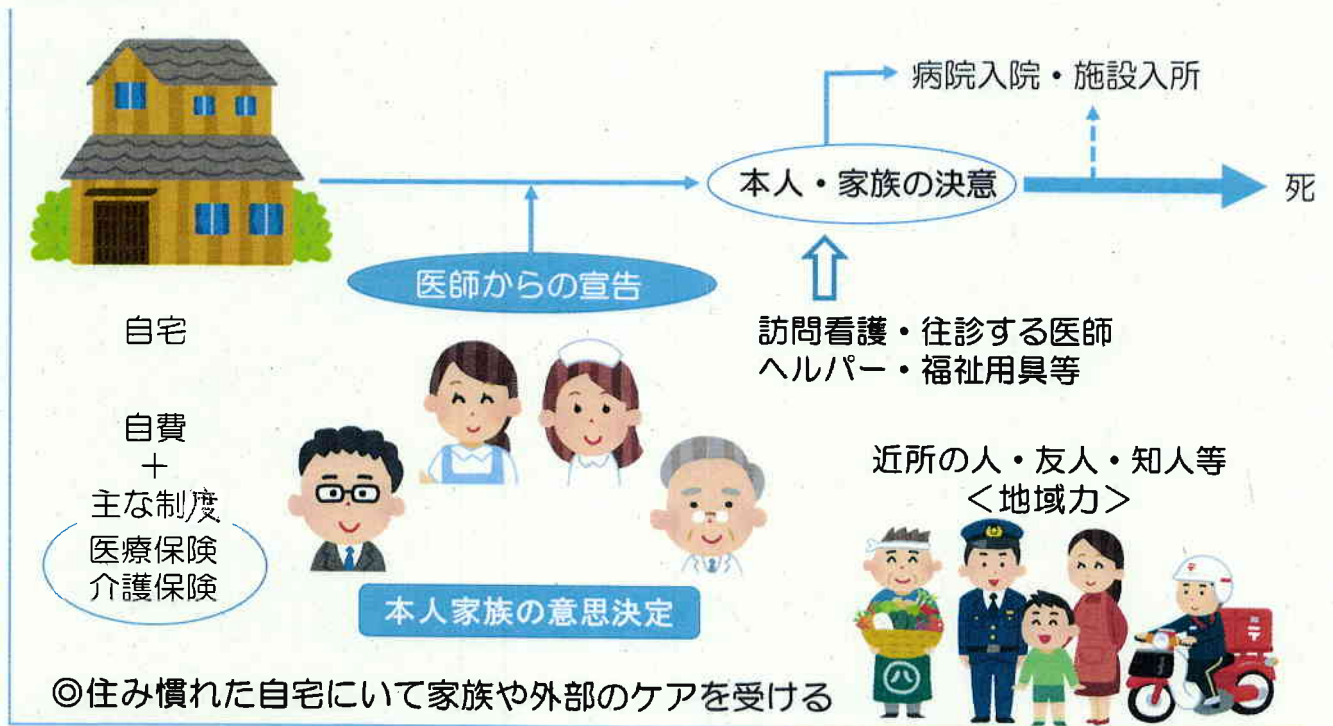 病院入院・施設入所
本人・家族の決意
死
医師からの宣告
自宅
訪問看護・往診する医師
ヘルパー・福祉用具等
自費
+
主な制度
医療保険
介護保険
近所の人・友人・知人等
<地域力>
本人家族の意思決定
八
〒
◎住み慣れた自宅にいて家族や外部のケアを受ける